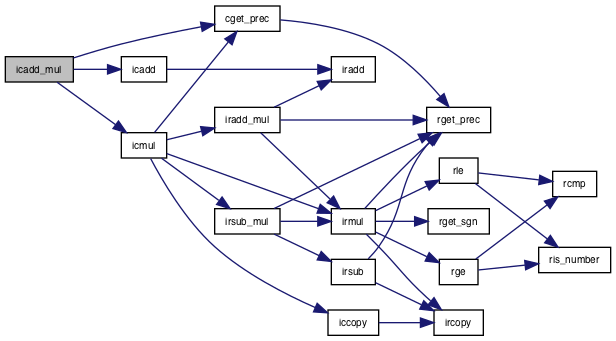 cget_prec
icadd_mul
icadd
iradd
iradd_mul
rget_prec
icmul
rle
rcmp
irsub_mul
irmul
rget_sgn
ris_number
irsub
rge
iccopy
ircopy